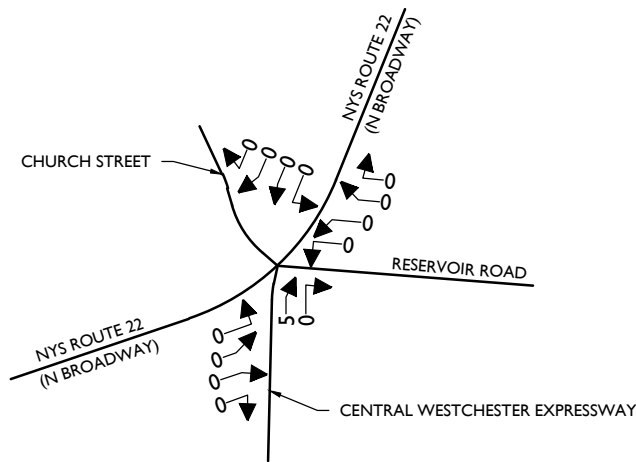 NYS ROUTE 22
(N BROADWAY)
CHURCH STREET
0
0
0
0
0
0
0
0
RESERVOIR ROAD
5
0
NYS ROUTE 22
(N BROADWAY)
0
0
0
0
CENTRAL WESTCHESTER EXPRESSWAY